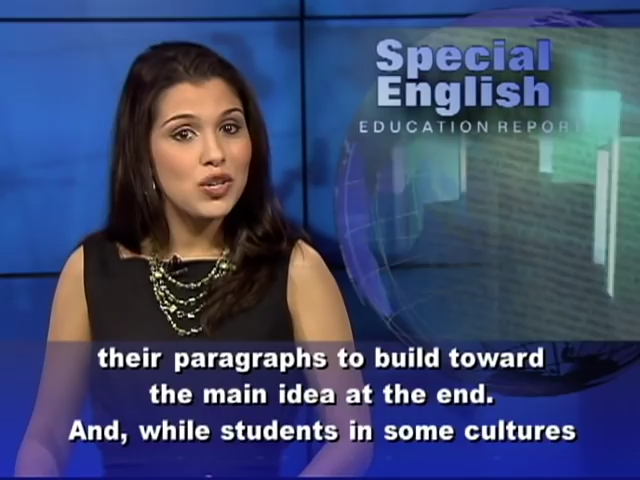 Special
English
EDUCATION REPORT
their paragraphs to build toward
the main idea at the end.
And, while students in some cultures